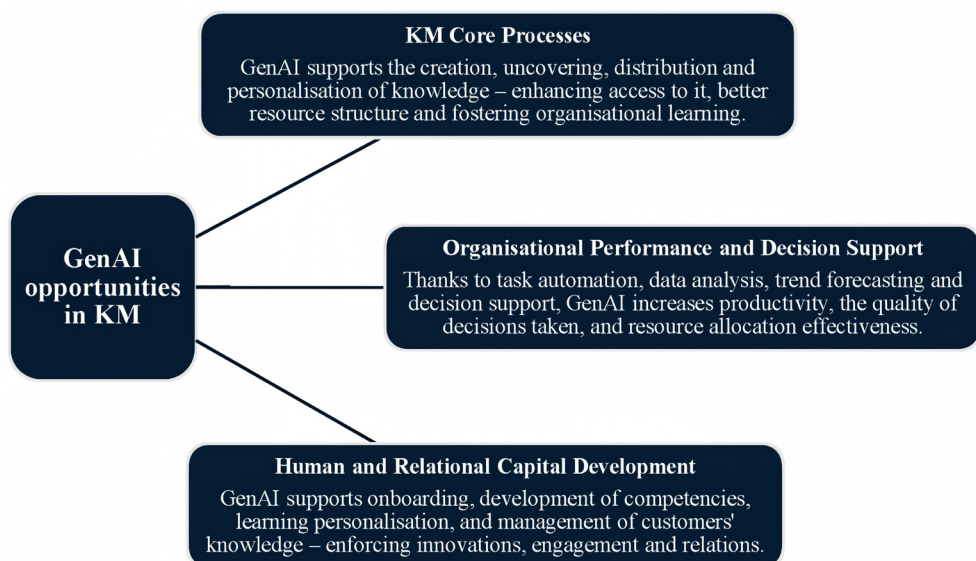 KM Core Processes
GenAI supports the creation, uncovering, distribution and
personalisation of knowledge – enhancing access to it, better
resource structure and fostering organisational learning.
GenAI
opportunities
in KM
Organisational Performance and Decision Support
Thanks to task automation, data analysis, trend forecasting and
decision support, GenAI increases productivity, the quality of
decisions taken, and resource allocation effectiveness.
Human and Relational Capital Development
GenAI supports onboarding, development of competencies,
learning personalisation, and management of customers'
knowledge – enforcing innovations, engagement and relations.